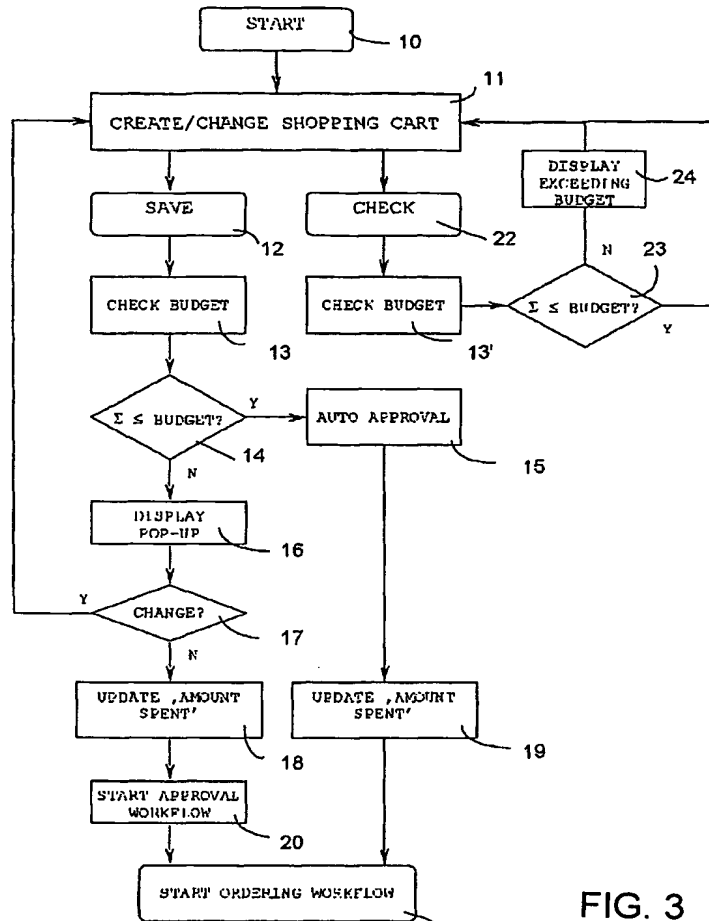 START
10
11
CREATE/CHANGE SHOPPING CART
DISPLAY
EXCEEDING
BUDGET
24
SAVE
12
CHECK
22
N
23
CHECK BUDGET
13
CHECK BUDGET
13'
Σ ≤ BUDGET?
Y
Σ ≤ BUDGET?
14
Y
AUTO APPROVAL
15
N
DISPLAY
POP-UP
16
Y
CHANGE?
17
N
UPDATE ‚AMOUNT
SPENT'
18
UPDATE ‚AMOUNT
SPENT'
19
START APPROVAL
WORKFLOW
20
START ORDERING WORKFLOW
FIG. 3